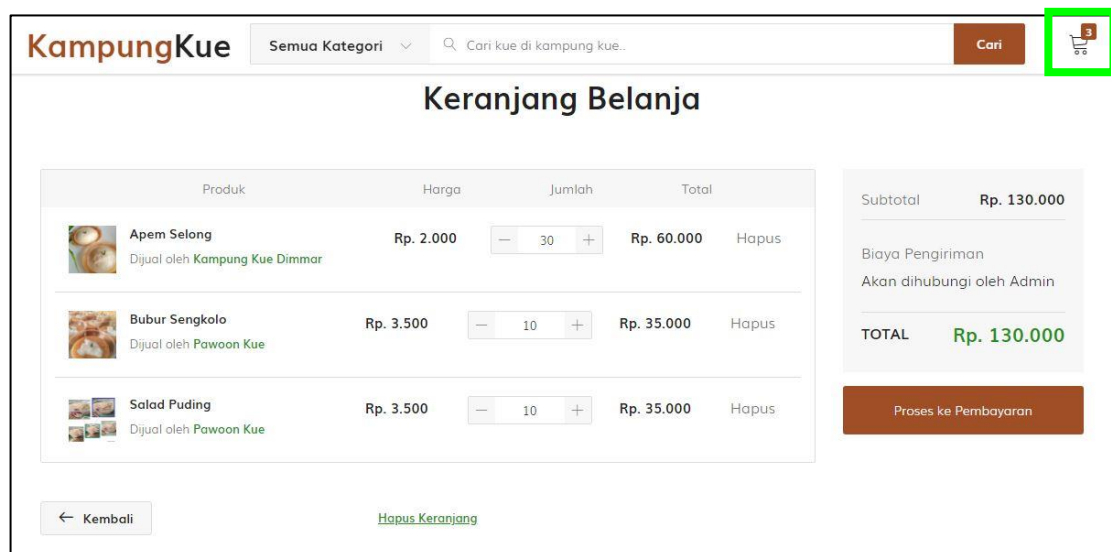 KampungKue Semua Kategori Cari kue di kampung kue.. Cari 3
Keranjang Belanja
Produk Harga Jumlah Total
Apem Selong Rp. 2.000 — 30 + Rp. 60.000 Hapus
Dijual oleh Kampung Kue Dimmar
Bubur Sengkolo Rp. 3.500 — 10 + Rp. 35.000 Hapus
Dijual oleh Pawoon Kue
Salad Puding Rp. 3.500 — 10 + Rp. 35.000 Hapus
Dijual oleh Pawoon Kue
Subtotal Rp. 130.000
Biaya Pengiriman
Akan dihubungi oleh Admin
TOTAL Rp. 130.000
Proses ke Pembayaran
← Kembali Hapus Keranjang